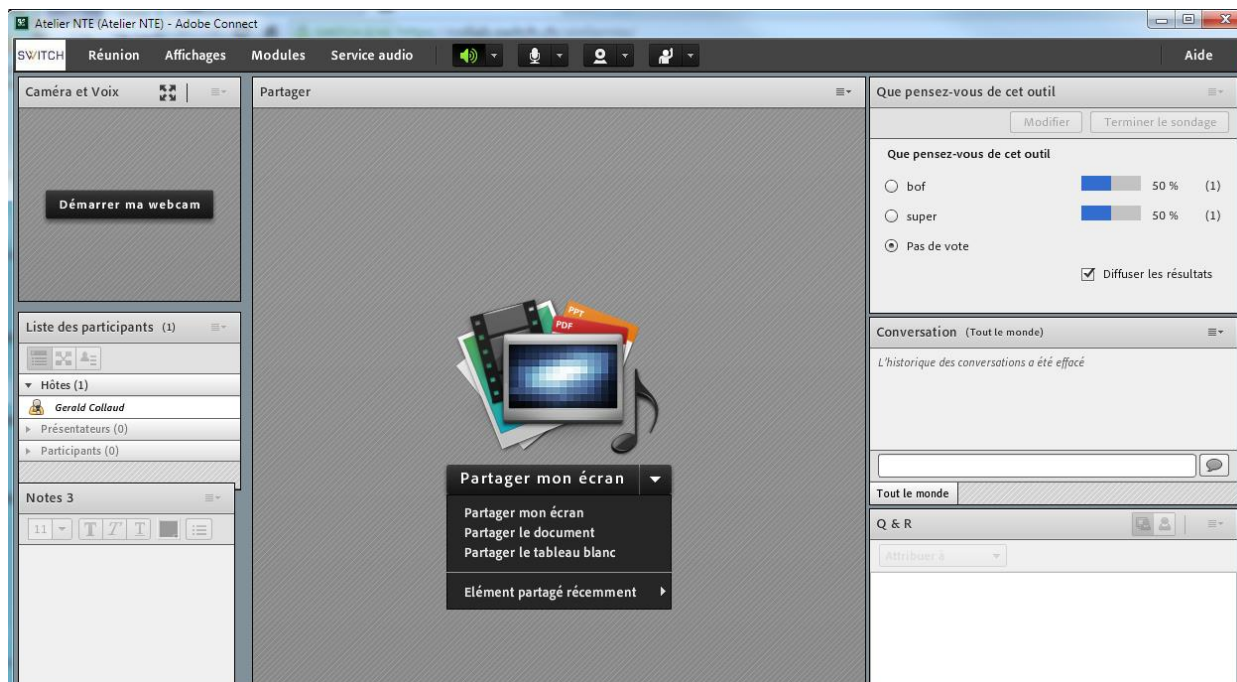 Atelier NTE (Atelier NTE) - Adobe Connect
SWITCH Réunion Affichages Modules Service audio Aide
Caméra et Voix
Démarrer ma webcam
Liste des participants (1)
Hôtes (1)
Gerald Collaud
Présentateurs (0)
Participants (0)
Notes 3
11 T T T
Partager
PPT
PDF
Partager mon écran
Partager mon écran
Partager le document
Partager le tableau blanc
Elément partagé récemment
Que pensez-vous de cet outil
Modifier Terminer le sondage
Que pensez-vous de cet outil
bof 50 % (1)
super 50 % (1)
Pas de vote
Diffuser les résultats
Conversation (Tout le monde)
L'historique des conversations a été effacé
Tout le monde
Q & R
Attribuer à